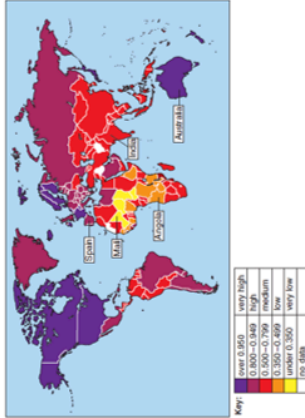 Spain
Mali
Angola
India
Australia
Key:
over 0.950 very high
0.800–0.949 high
0.500–0.799 medium
0.350–0.499 low
under 0.350 very low
no data